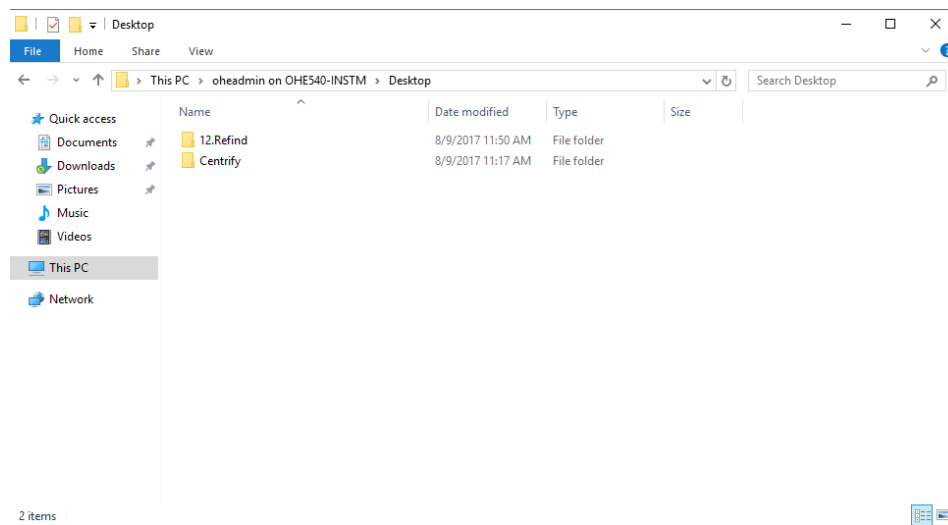 Desktop
File Home Share View
This PC oheadmin on OHE540-INSTM Desktop Search Desktop
Quick access
Documents
Downloads
Pictures
Music
Videos
This PC
Network
Name Date modified Type Size
12.Refind 8/9/2017 11:50 AM File folder
Centrify 8/9/2017 11:17 AM File folder
2 items